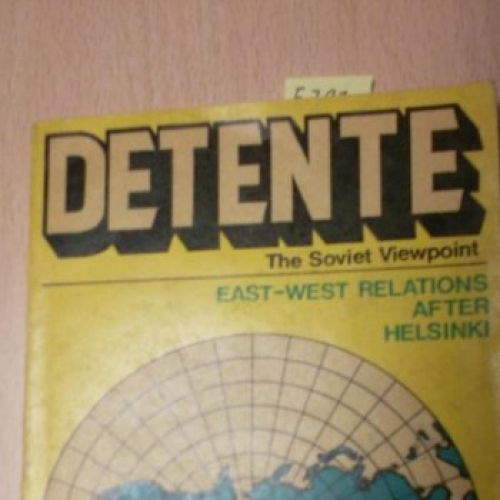 DETENTE
The Soviet Viewpoint
EAST-WEST RELATIONS
AFTER
HELSINKI